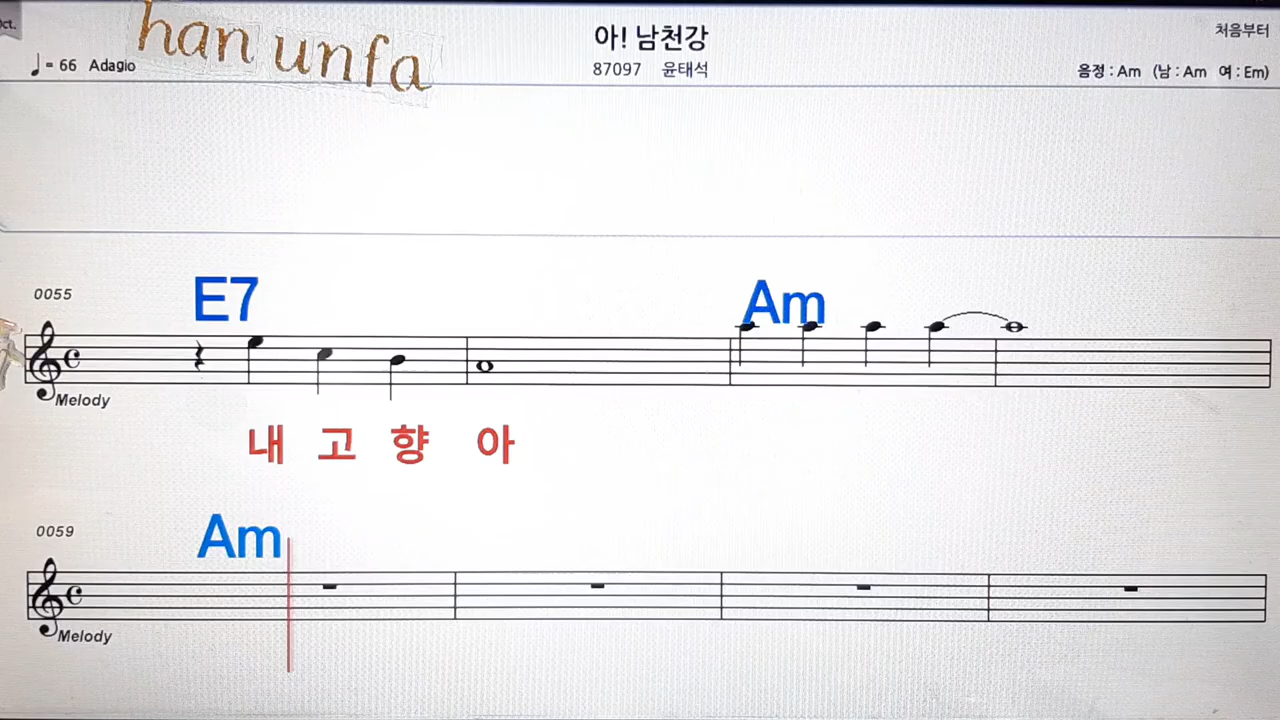 ct.
han unfa
아! 남천강
처음부터
= 66 Adagio
87097 윤태석
음정 : Am (남 : Am 여 : Em)
E7 Am
0055
Melody
내 고 향 아
Am
0059
Melody